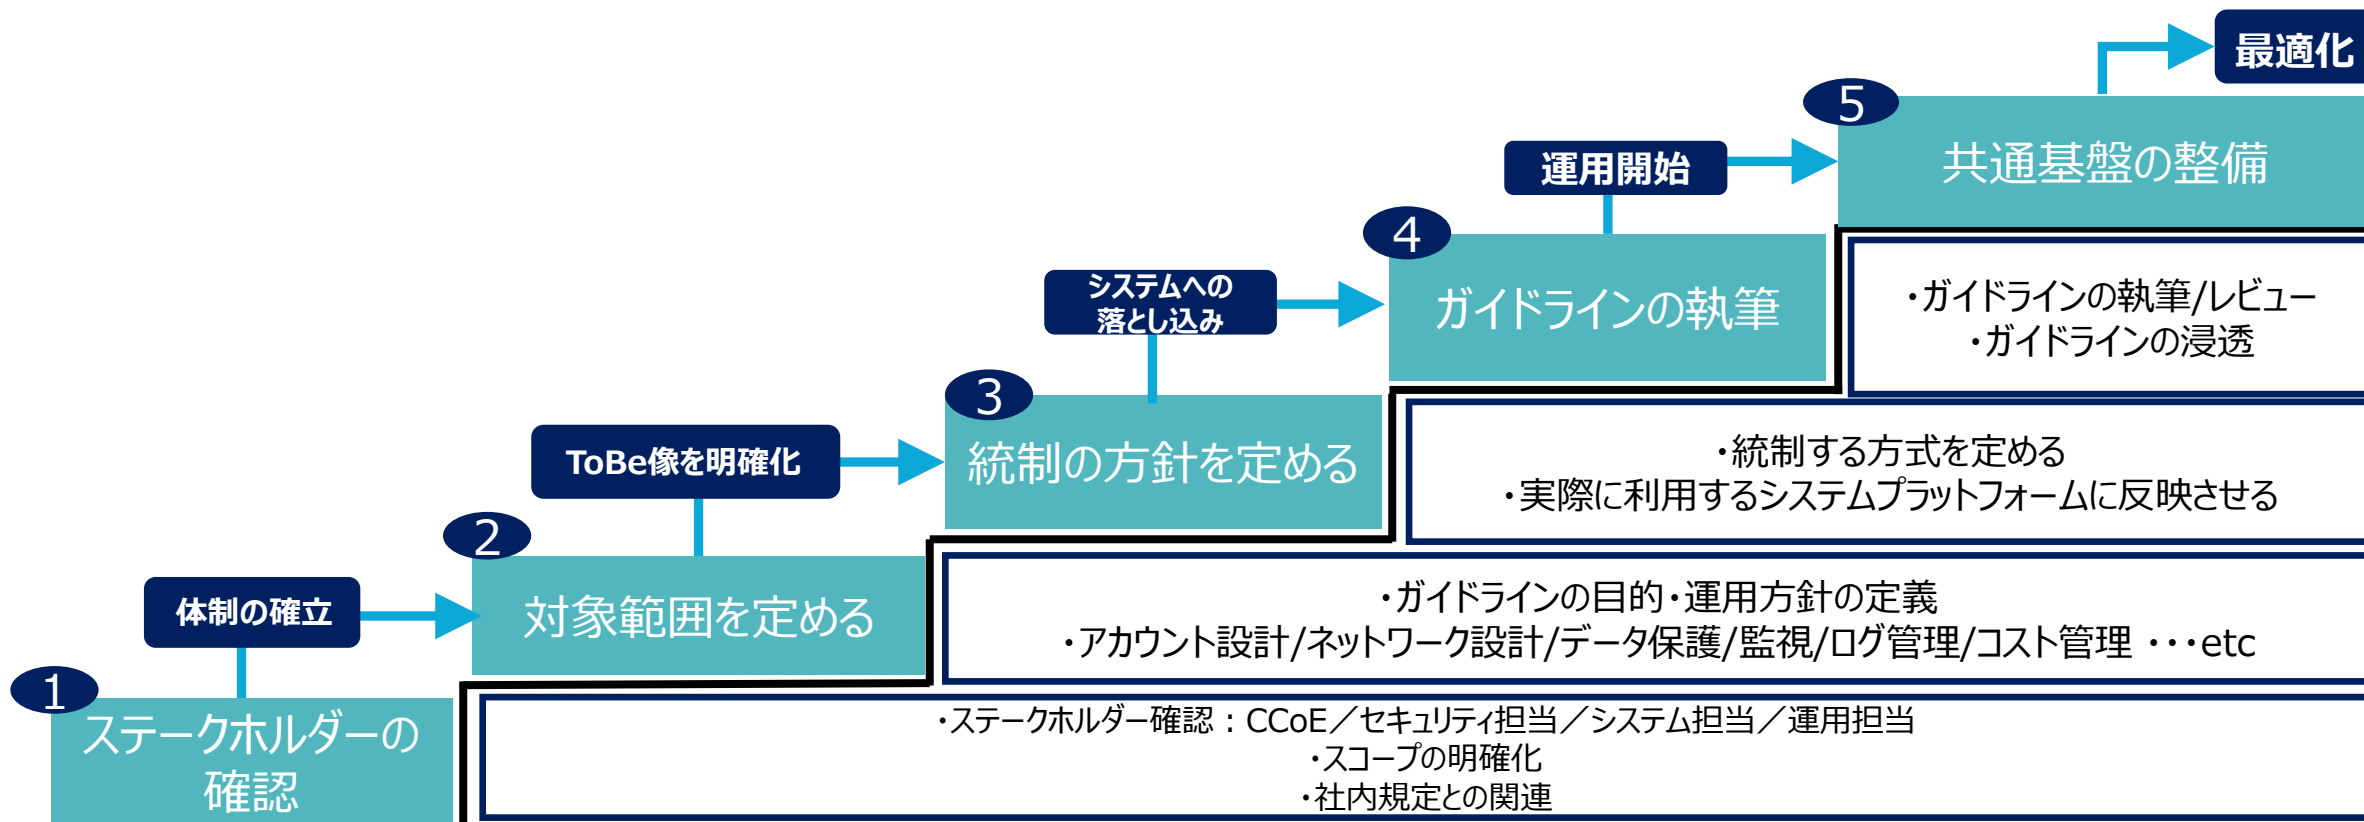 最適化
5
共通基盤の整備
運用開始
4
ガイドラインの執筆
・ガイドラインの執筆/レビュー
・ガイドラインの浸透
システムへの
落とし込み
3
統制の方針を定める
・統制する方式を定める
・実際に利用するシステムプラットフォームに反映させる
ToBe像を明確化
2
対象範囲を定める
・ガイドラインの目的・運用方針の定義
・アカウント設計/ネットワーク設計/データ保護/監視/ログ管理/コスト管理 ・・・etc
体制の確立
1
ステークホルダーの
確認
・ステークホルダー確認：CCoE／セキュリティ担当／システム担当／運用担当
・スコープの明確化
・社内規定との関連